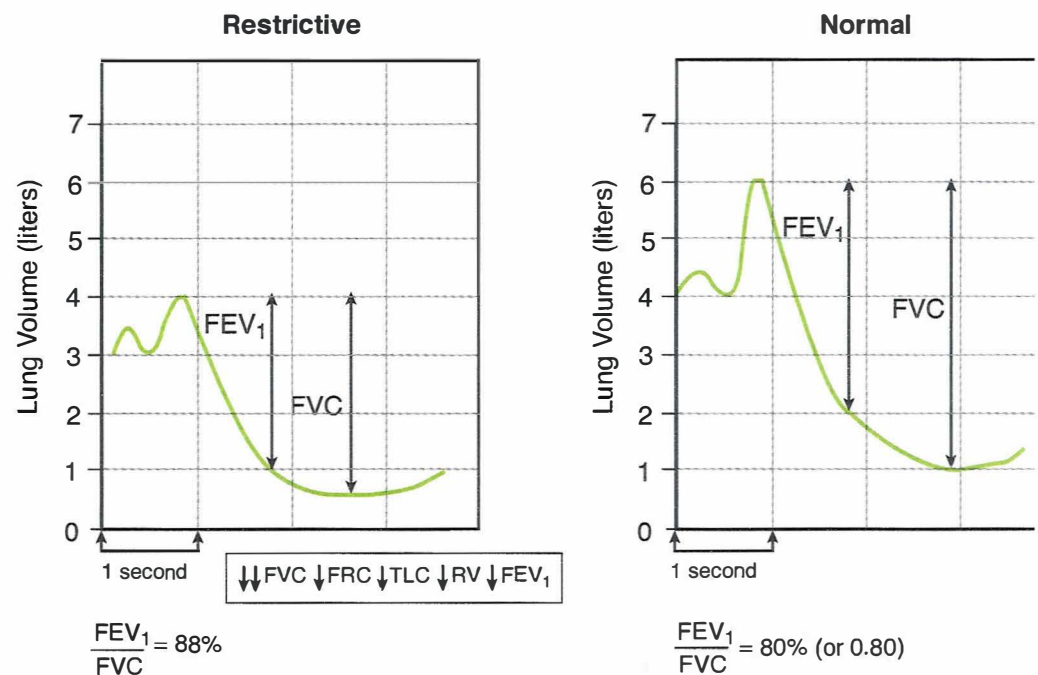 Restrictive
Lung Volume (liters)
7
6
5
4
3
2
1
0
FEV₁
FVC
1 second
↓↓FVC ↓FRC ↓TLC ↓RV ↓FEV₁
FEV₁
FVC
= 88%
Normal
Lung Volume (liters)
7
6
5
4
3
2
1
0
FEV₁
FVC
1 second
FEV₁
FVC
= 80% (or 0.80)